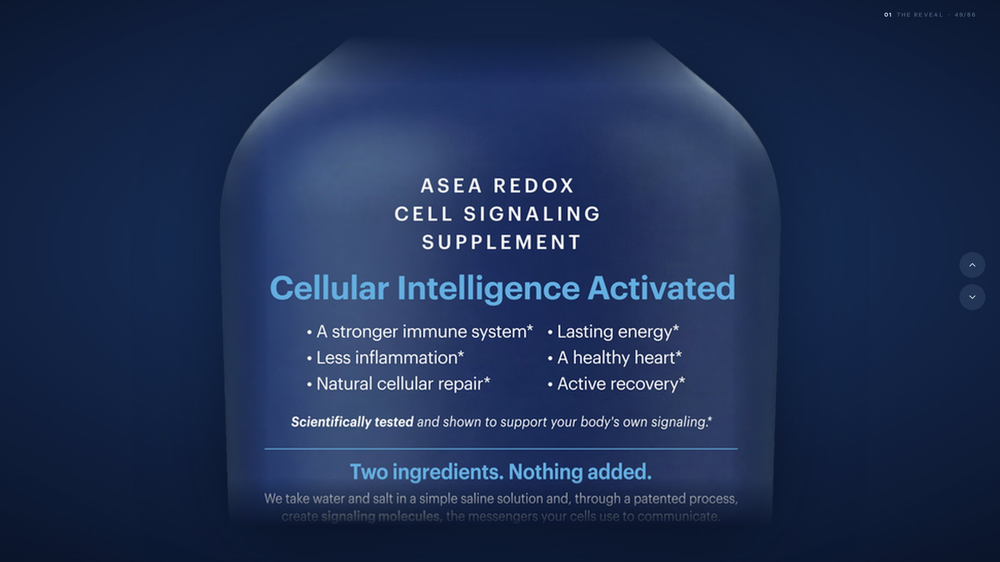 01 THE REVEAL · 49/86
ASEA REDOX
CELL SIGNALING
SUPPLEMENT
Cellular Intelligence Activated
• A stronger immune system* • Lasting energy*
• Less inflammation* • A healthy heart*
• Natural cellular repair* • Active recovery*
Scientifically tested and shown to support your body's own signaling.*
Two ingredients. Nothing added.
We take water and salt in a simple saline solution and, through a patented process,
create signaling molecules, the messengers your cells use to communicate.